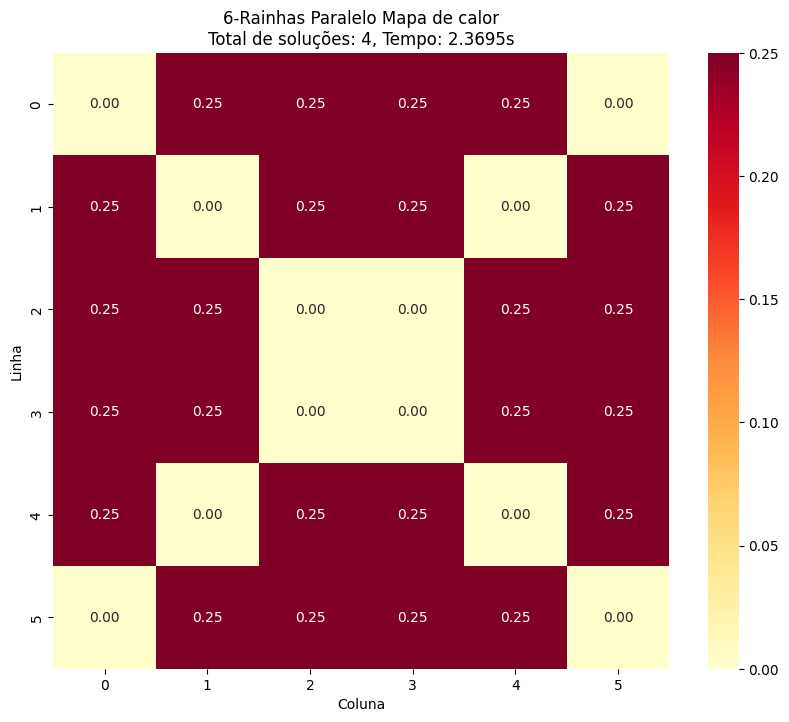 6-Rainhas Paralelo Mapa de calor
Total de soluções: 4, Tempo: 2.3695s
0.25
0 0.00 0.25 0.25 0.25 0.25 0.00
1 0.25 0.00 0.25 0.25 0.00 0.25
0.20
2 0.25 0.25 0.00 0.00 0.25 0.25
0.15
Linha
3 0.25 0.25 0.00 0.00 0.25 0.25
0.10
4 0.25 0.00 0.25 0.25 0.00 0.25
0.05
5 0.00 0.25 0.25 0.25 0.25 0.00
0.00
0 1 2 3 4 5
Coluna